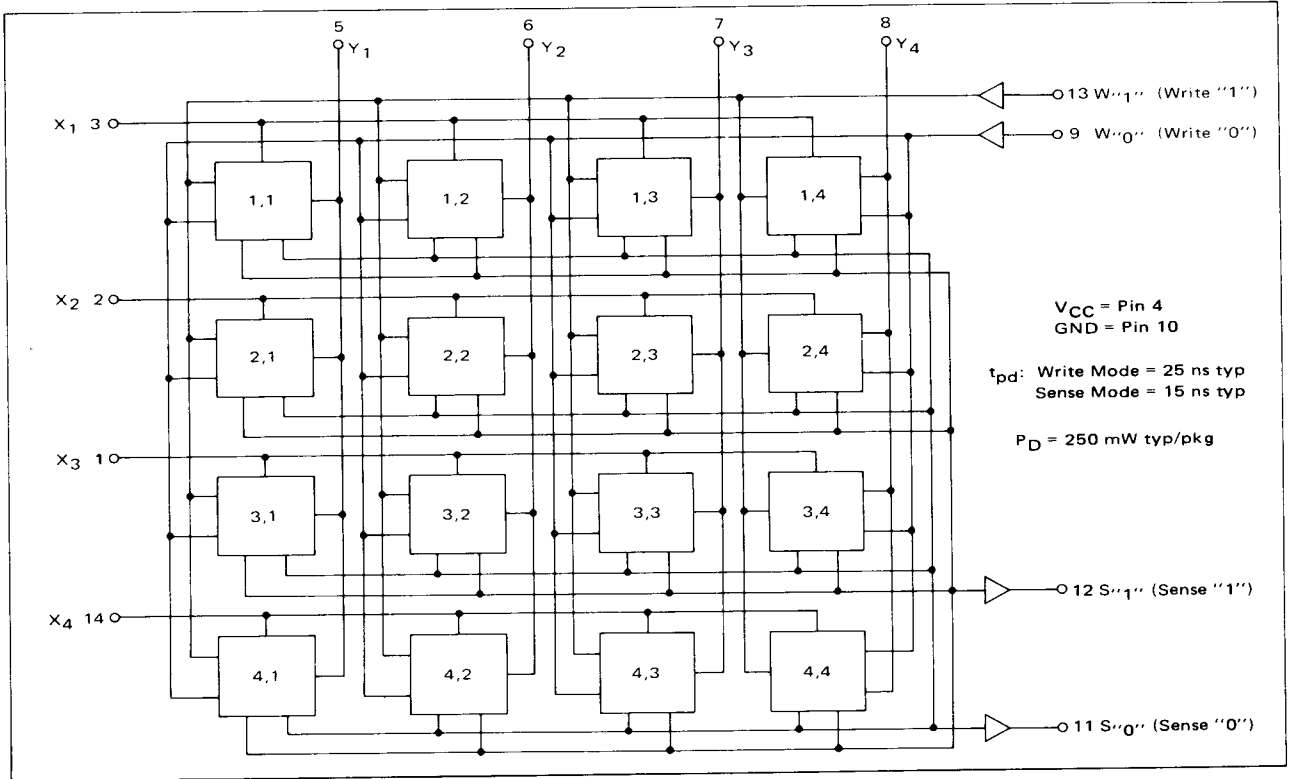 5 6 7 8
Y1 Y2 Y3 Y4
13 W"1" (Write "1")
X1 3
9 W"0" (Write "0")
1,1 1,2 1,3 1,4
X2 2
VCC = Pin 4
GND = Pin 10
2,1 2,2 2,3 2,4
tpd: Write Mode = 25 ns typ
Sense Mode = 15 ns typ
PD = 250 mW typ/pkg
X3 1
3,1 3,2 3,3 3,4
12 S"1" (Sense "1")
X4 14
4,1 4,2 4,3 4,4
11 S"0" (Sense "0")